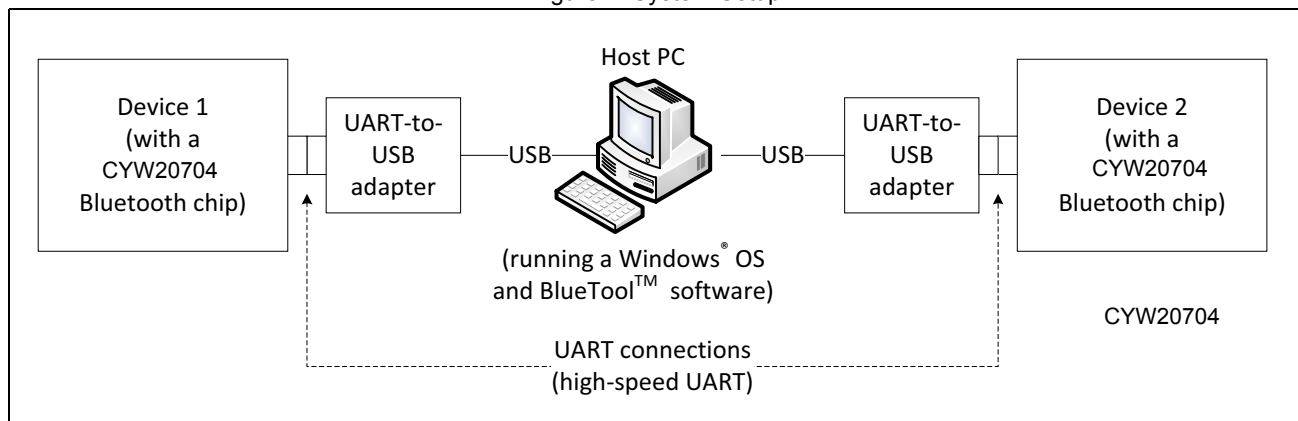 Host PC
Device 1
(with a
CYW20704
Bluetooth chip)
UART-to-
USB
adapter
USB
USB
UART-to-
USB
adapter
Device 2
(with a
CYW20704
Bluetooth chip)
(running a Windows® OS
and BlueTool™ software)
CYW20704
UART connections
(high-speed UART)